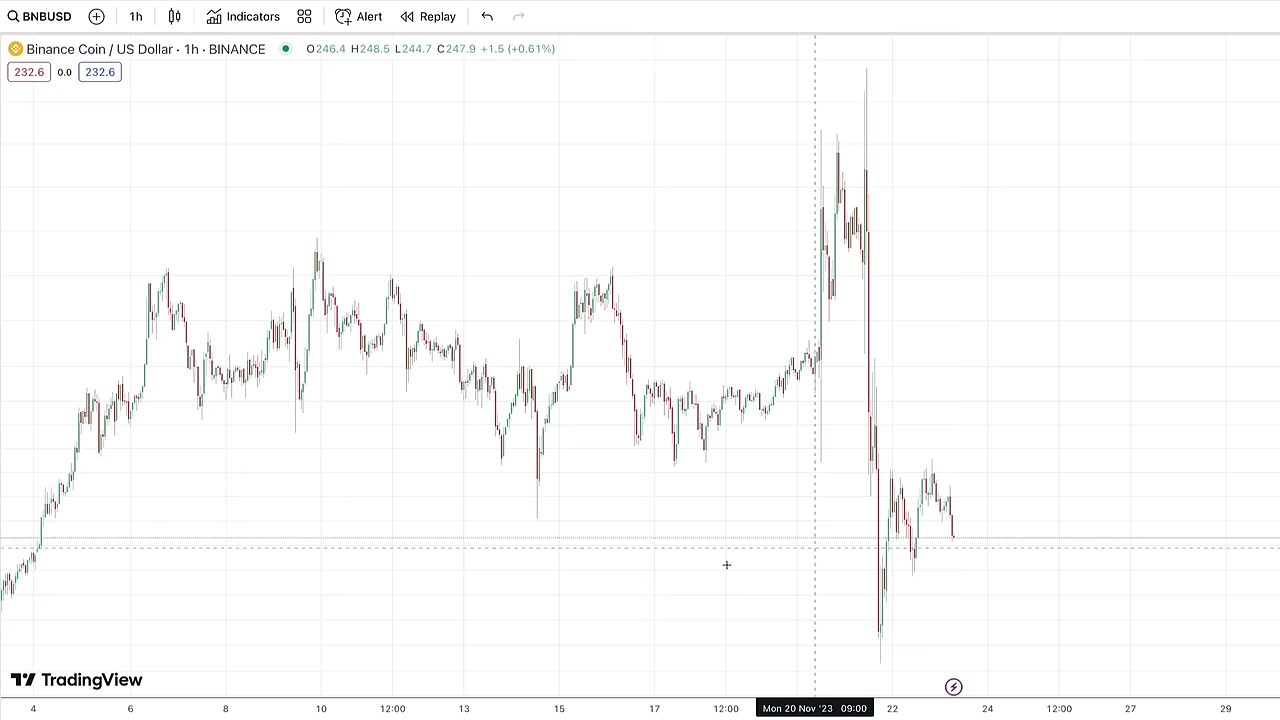 BNBUSD 1h Indicators Alert Replay
Binance Coin / US Dollar · 1h · BINANCE O246.4 H248.5 L244.7 C247.9 +1.5 (+0.61%)
232.6 0.0 232.6
TradingView
4 6 8 10 12:00 13 15 17 12:00 Mon 20 Nov '23 09:00 22 24 12:00 27 29